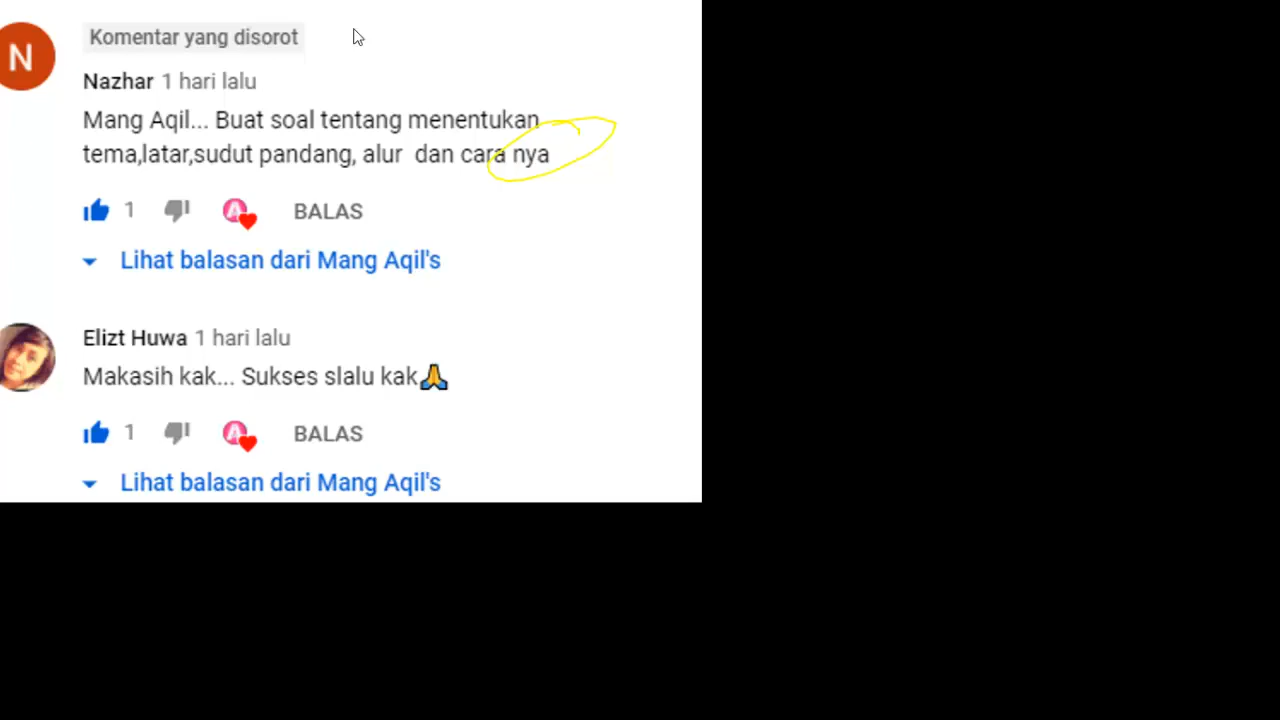 N
Komentar yang disorot
Nazhar 1 hari lalu
Mang Aqil... Buat soal tentang menentukan
tema,latar,sudut pandang, alur  dan cara nya
1 A BALAS
Lihat balasan dari Mang Aqil's
Elizt Huwa 1 hari lalu
Makasih kak... Sukses slalu kak🙏
1 A BALAS
Lihat balasan dari Mang Aqil's